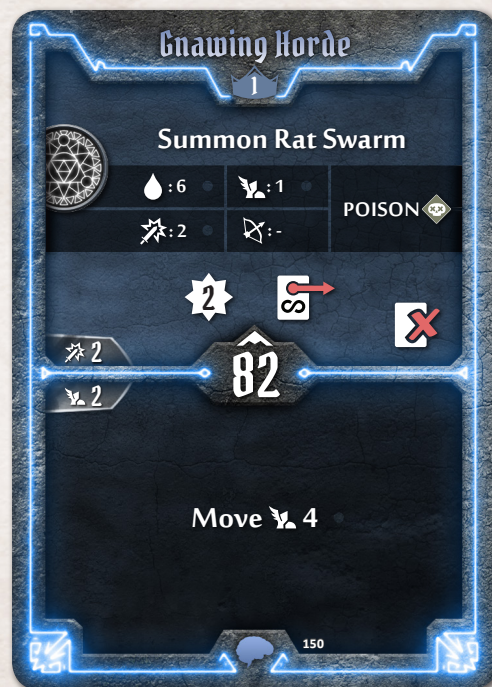 Gnawing Horde
1
Summon Rat Swarm
:6 :1
POISON
:2 :-
2
2
82
2
Move 4
150